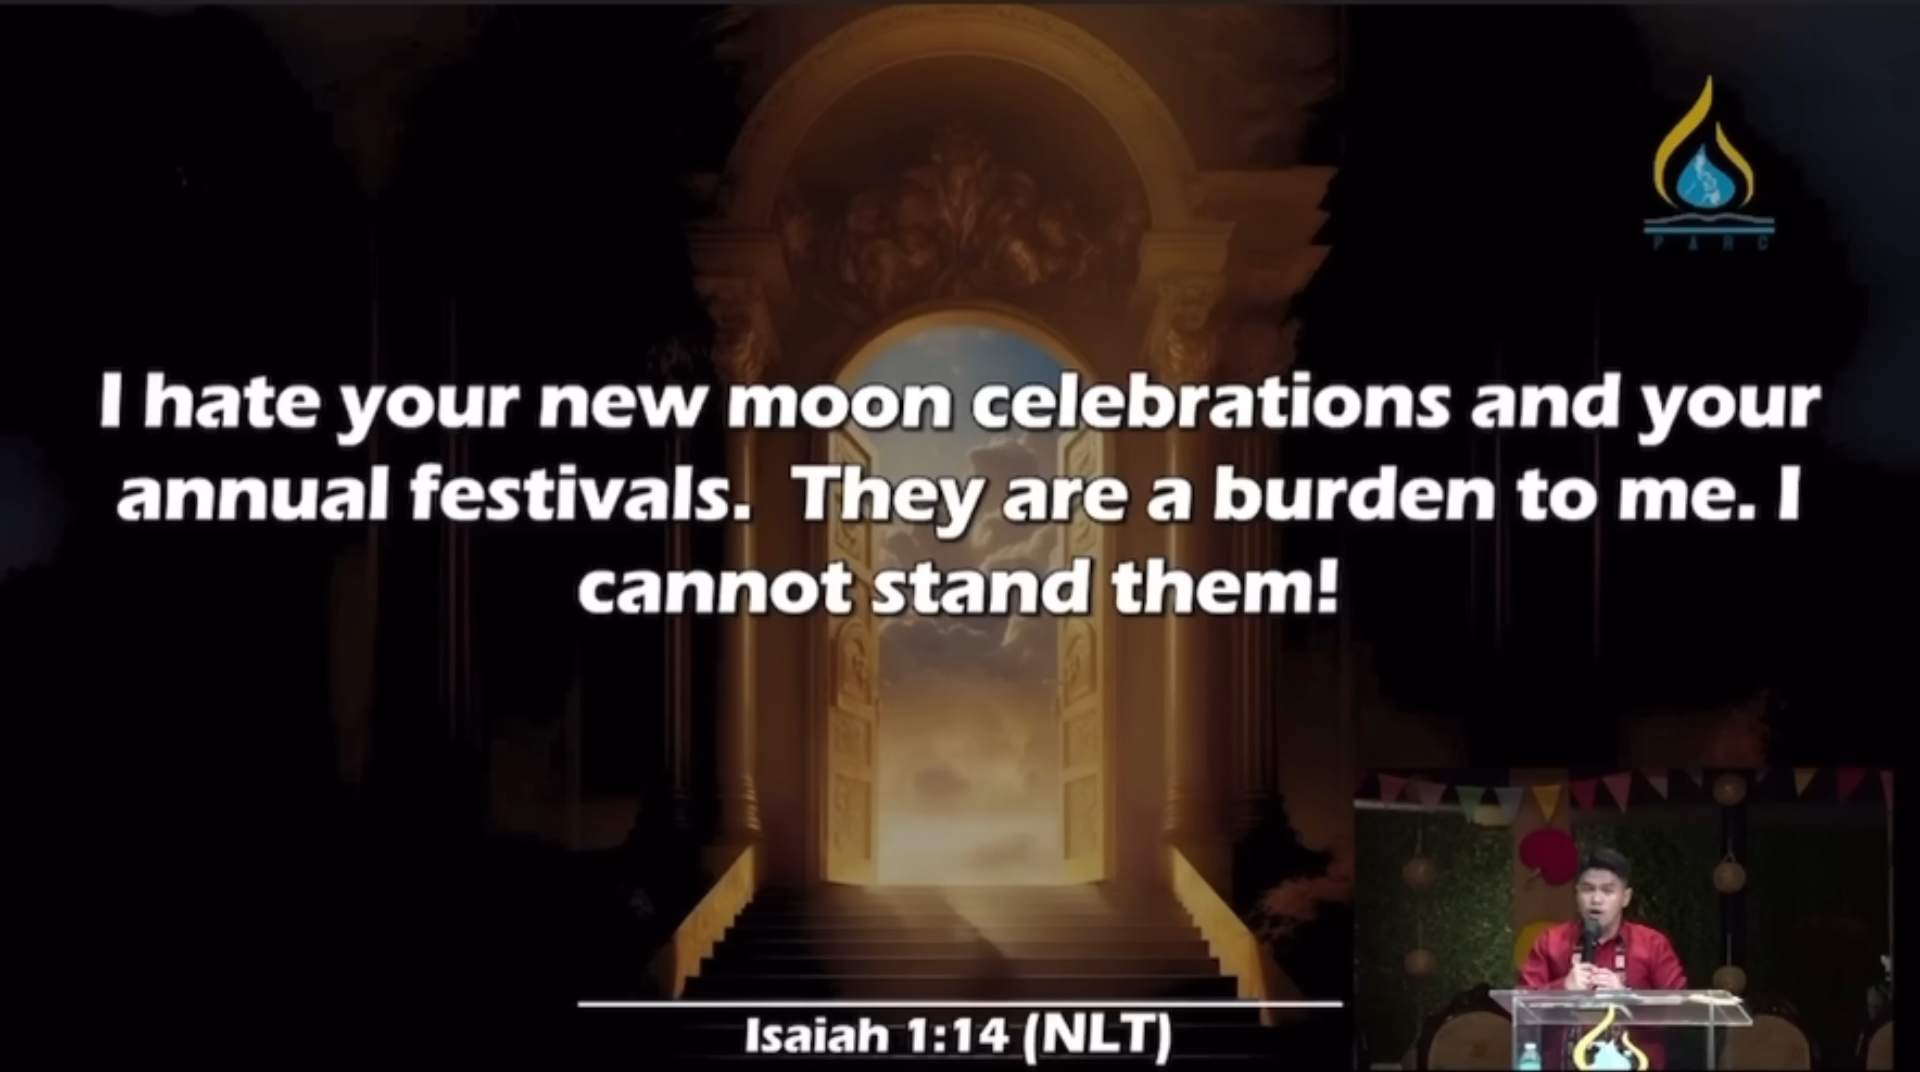 P A R C
I hate your new moon celebrations and your
annual festivals.  They are a burden to me. I
cannot stand them!
Isaiah 1:14 (NLT)